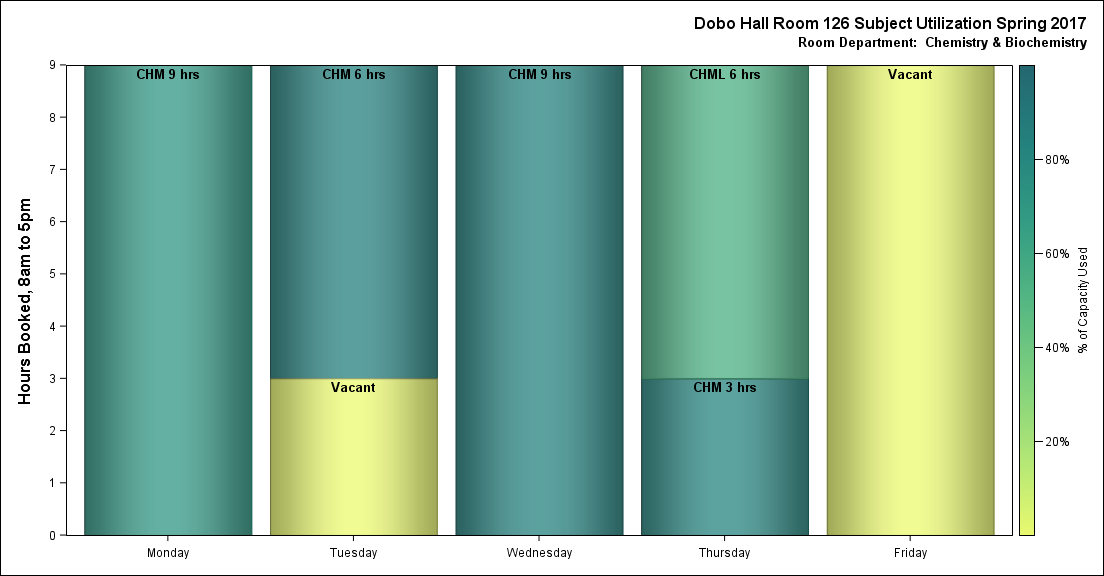 Dobo Hall Room 126 Subject Utilization Spring 2017
Room Department:  Chemistry & Biochemistry
Hours Booked, 8am to 5pm
9
8
7
6
5
4
3
2
1
0
CHM 9 hrs
CHM 6 hrs
Vacant
CHM 9 hrs
CHML 6 hrs
CHM 3 hrs
Vacant
Monday
Tuesday
Wednesday
Thursday
Friday
80%
60%
40%
20%
% of Capacity Used